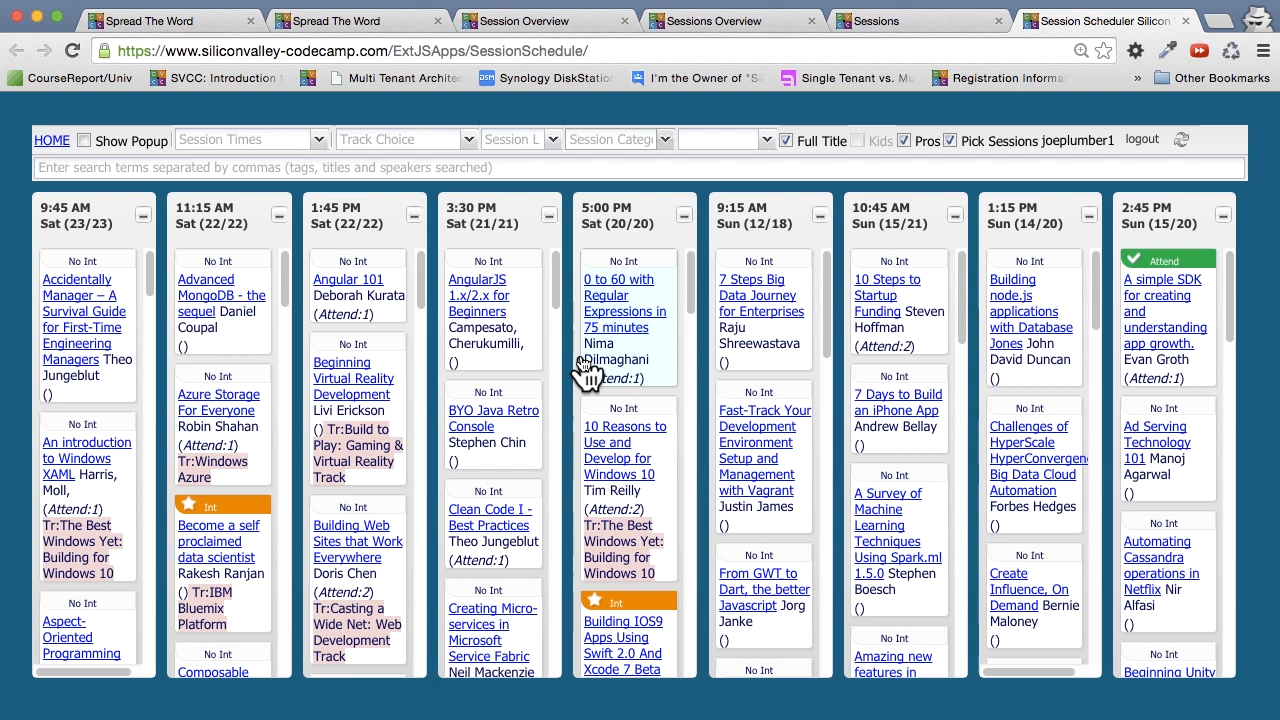 Spread The Word
Spread The Word
Session Overview
Sessions Overview
Sessions
Session Scheduler Silicon
https://www.siliconvalley-codecamp.com/ExtJSApps/SessionSchedule/
CourseReport/Univ
SVCC: Introduction
Multi Tenant Architec
DSM
Synology DiskStatio
I'm the Owner of "Si
Single Tenant vs. Mu
Registration Informat
»
Other Bookmarks
HOME
Show Popup
Session Times
Track Choice
Session L
Session Categ
Full Title
Kids
Pros
Pick Sessions joeplumber1
logout
Enter search terms separated by commas (tags, titles and speakers searched)
9:45 AM
Sat (23/23)
No Int
Accidentally
Manager – A
Survival Guide
for First-Time
Engineering
Managers Theo
Jungeblut
()
No Int
An introduction
to Windows
XAML Harris,
Moll,
(Attend:1)
Tr:The Best
Windows Yet:
Building for
Windows 10
No Int
Aspect-
Oriented
Programming
11:15 AM
Sat (22/22)
No Int
Advanced
MongoDB - the
sequel Daniel
Coupal
()
No Int
Azure Storage
For Everyone
Robin Shahan
(Attend:1)
Tr:Windows
Azure
Int
Become a self
proclaimed
data scientist
Rakesh Ranjan
() Tr:IBM
Bluemix
Platform
No Int
Composable
1:45 PM
Sat (22/22)
No Int
Angular 101
Deborah Kurata
(Attend:1)
No Int
Beginning
Virtual Reality
Development
Livi Erickson
() Tr:Build to
Play: Gaming &
Virtual Reality
Track
No Int
Building Web
Sites that Work
Everywhere
Doris Chen
(Attend:2)
Tr:Casting a
Wide Net: Web
Development
Track
3:30 PM
Sat (21/21)
No Int
AngularJS
1.x/2.x for
Beginners
Campesato,
Cherukumilli,
()
No Int
BYO Java Retro
Console
Stephen Chin
()
No Int
Clean Code I -
Best Practices
Theo Jungeblut
(Attend:1)
No Int
Creating Micro-
services in
Microsoft
Service Fabric
Neil Mackenzie
5:00 PM
Sat (20/20)
No Int
0 to 60 with
Regular
Expressions in
75 minutes
Nima
Dilmaghani
(Attend:1)
No Int
10 Reasons to
Use and
Develop for
Windows 10
Tim Reilly
(Attend:2)
Tr:The Best
Windows Yet:
Building for
Windows 10
Int
Building IOS9
Apps Using
Swift 2.0 And
Xcode 7 Beta
9:15 AM
Sun (12/18)
No Int
7 Steps Big
Data Journey
for Enterprises
Raju
Shreewastava
()
No Int
Fast-Track Your
Development
Environment
Setup and
Management
with Vagrant
Justin James
()
No Int
From GWT to
Dart, the better
Javascript Jorg
Janke
()
No Int
10:45 AM
Sun (15/21)
No Int
10 Steps to
Startup
Funding Steven
Hoffman
(Attend:2)
No Int
7 Days to Build
an iPhone App
Andrew Bellay
()
No Int
A Survey of
Machine
Learning
Techniques
Using Spark.ml
1.5.0 Stephen
Boesch
()
No Int
Amazing new
features in
1:15 PM
Sun (14/20)
No Int
Building
node.js
applications
with Database
Jones John
David Duncan
()
No Int
Challenges of
HyperScale
HyperConvergenc
Big Data Cloud
Automation
Forbes Hedges
()
No Int
Create
Influence, On
Demand Bernie
Maloney
()
2:45 PM
Sun (15/20)
Attend
A simple SDK
for creating
and
understanding
app growth.
Evan Groth
(Attend:1)
No Int
Ad Serving
Technology
101 Manoj
Agarwal
()
No Int
Automating
Cassandra
operations in
Netflix Nir
Alfasi
()
No Int
Beginning Unity